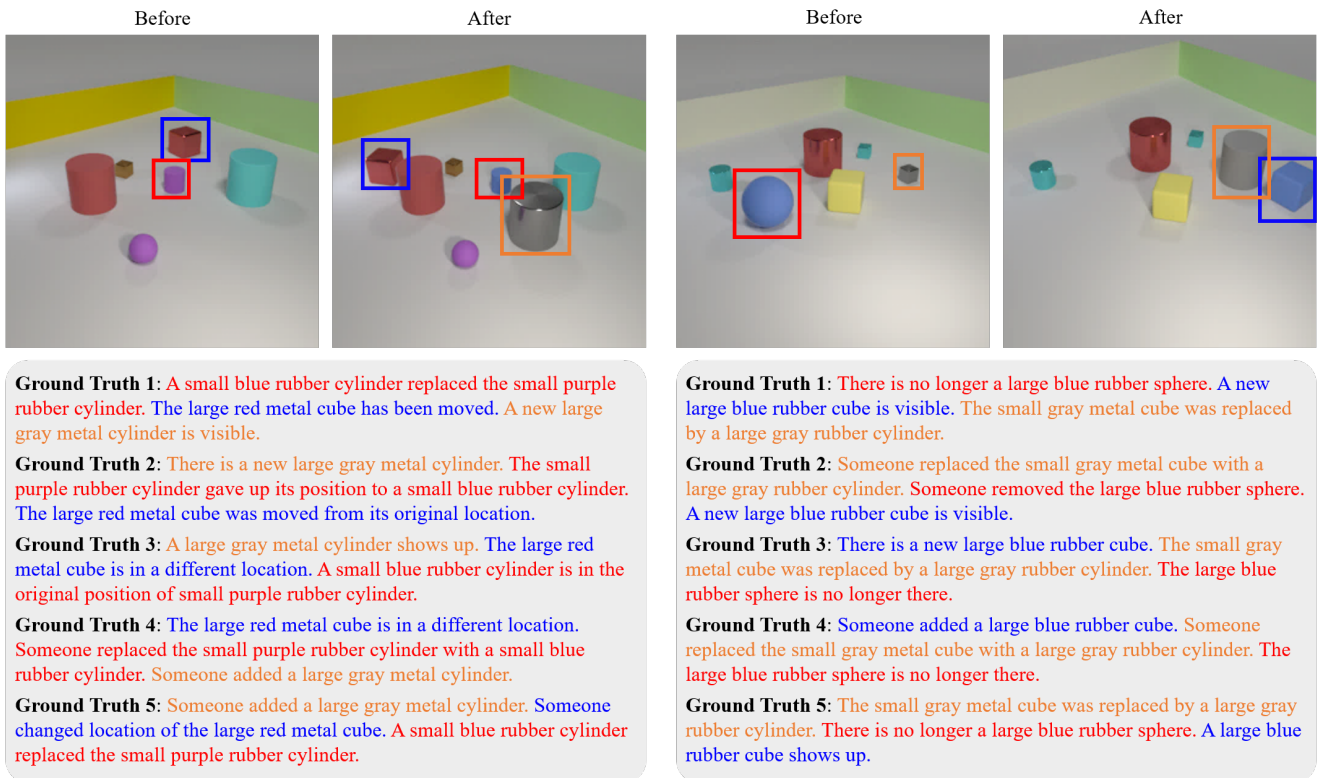 Before
After
Before
After
Ground Truth 1: A small blue rubber cylinder replaced the small purple
rubber cylinder. The large red metal cube has been moved. A new large
gray metal cylinder is visible.
Ground Truth 2: There is a new large gray metal cylinder. The small
purple rubber cylinder gave up its position to a small blue rubber cylinder.
The large red metal cube was moved from its original location.
Ground Truth 3: A large gray metal cylinder shows up. The large red
metal cube is in a different location. A small blue rubber cylinder is in the
original position of small purple rubber cylinder.
Ground Truth 4: The large red metal cube is in a different location.
Someone replaced the small purple rubber cylinder with a small blue
rubber cylinder. Someone added a large gray metal cylinder.
Ground Truth 5: Someone added a large gray metal cylinder. Someone
changed location of the large red metal cube. A small blue rubber cylinder
replaced the small purple rubber cylinder.
Ground Truth 1: There is no longer a large blue rubber sphere. A new
large blue rubber cube is visible. The small gray metal cube was replaced
by a large gray rubber cylinder.
Ground Truth 2: Someone replaced the small gray metal cube with a
large gray rubber cylinder. Someone removed the large blue rubber sphere.
A new large blue rubber cube is visible.
Ground Truth 3: There is a new large blue rubber cube. The small gray
metal cube was replaced by a large gray rubber cylinder. The large blue
rubber sphere is no longer there.
Ground Truth 4: Someone added a large blue rubber cube. Someone
replaced the small gray metal cube with a large gray rubber cylinder. The
large blue rubber sphere is no longer there.
Ground Truth 5: The small gray metal cube was replaced by a large gray
rubber cylinder. There is no longer a large blue rubber sphere. A large blue
rubber cube shows up.